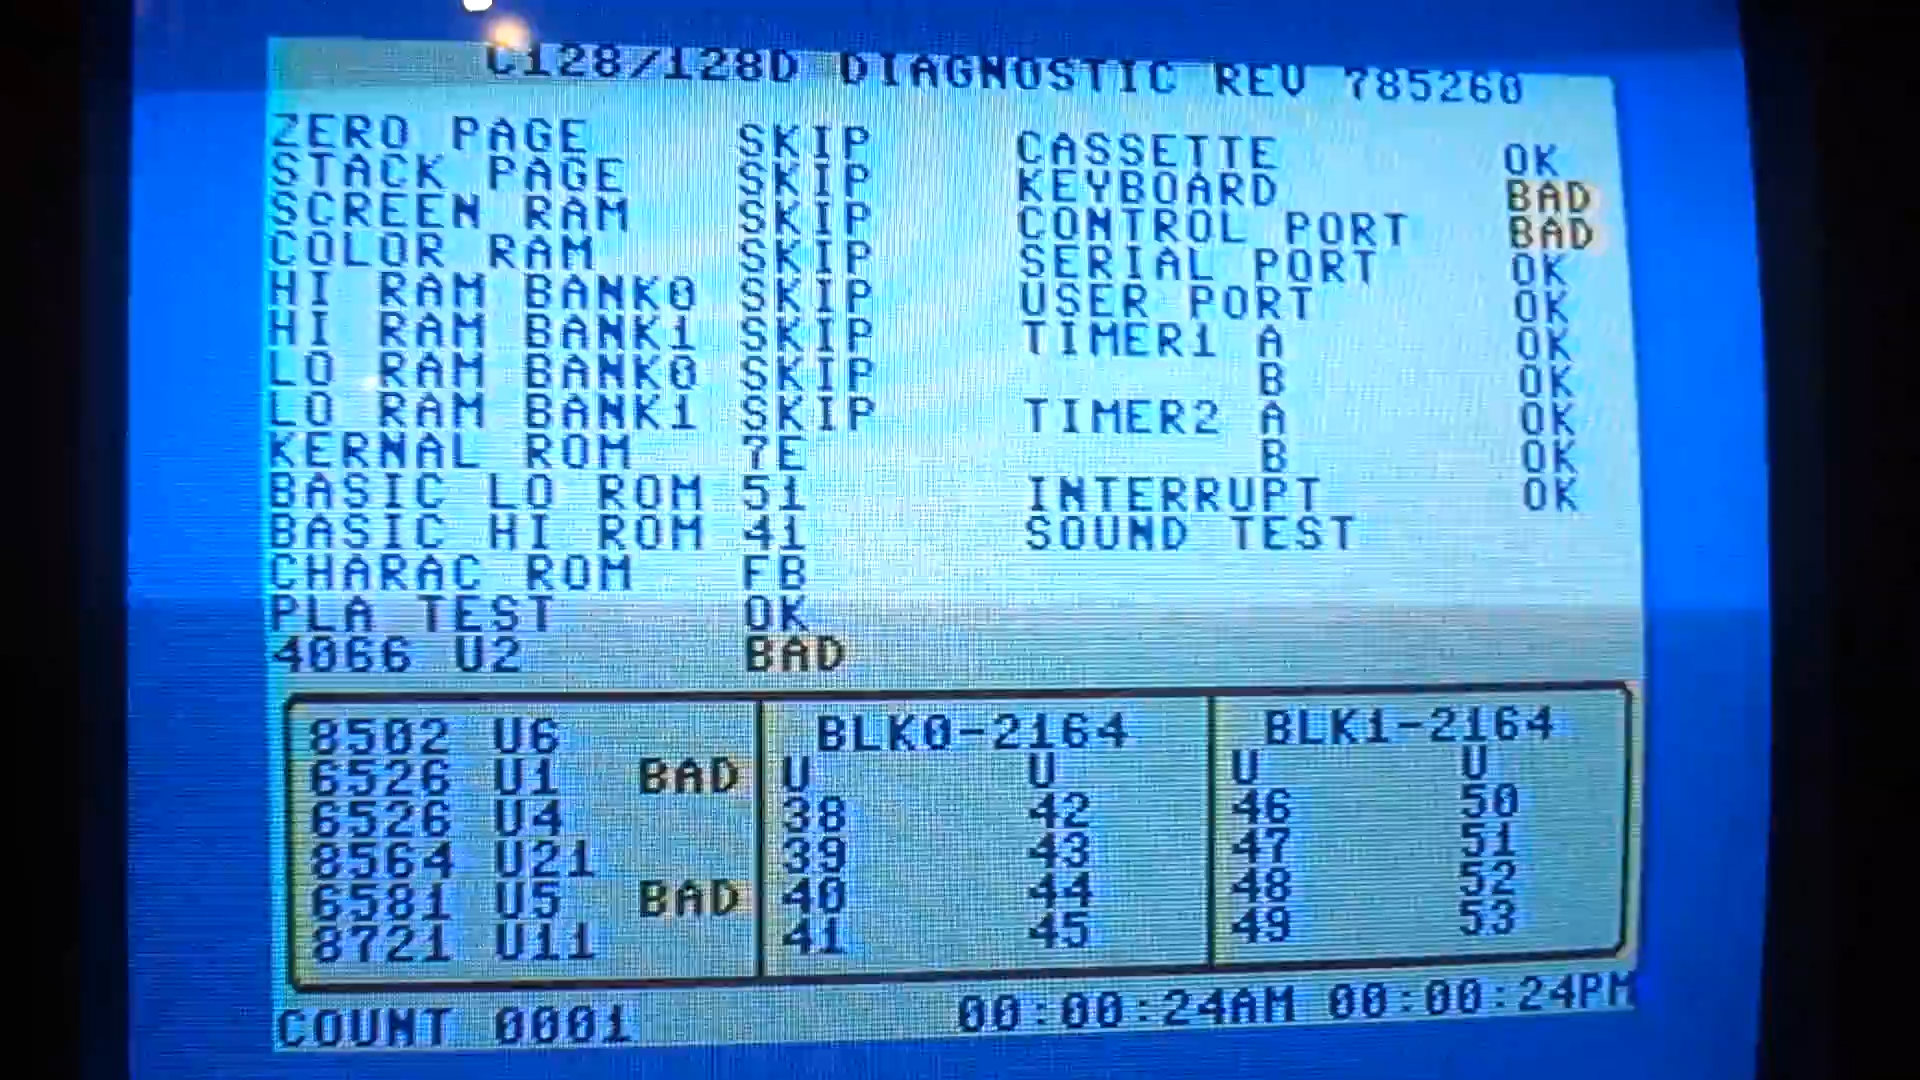 C128/128D DIAGNOSTIC REV 785260
ZERO PAGE SKIP CASSETTE OK
STACK PAGE SKIP KEYBOARD BAD
SCREEN RAM SKIP CONTROL PORT BAD
COLOR RAM SKIP SERIAL PORT OK
HI RAM BANK0 SKIP USER PORT OK
HI RAM BANK1 SKIP TIMER1 A OK
LO RAM BANK0 SKIP B OK
LO RAM BANK1 SKIP TIMER2 A OK
KERNAL ROM 7E B OK
BASIC LO ROM 51 INTERRUPT OK
BASIC HI ROM 41 SOUND TEST
CHARAC ROM FB
PLA TEST OK
4066 U2 BAD
8502 U6 BLK0-2164 BLK1-2164
6526 U1 BAD U U U U
6526 U4 38 42 46 50
8564 U21 39 43 47 51
6581 U5 BAD 40 44 48 52
8721 U11 41 45 49 53
COUNT 0001 00:00:24AM 00:00:24PM